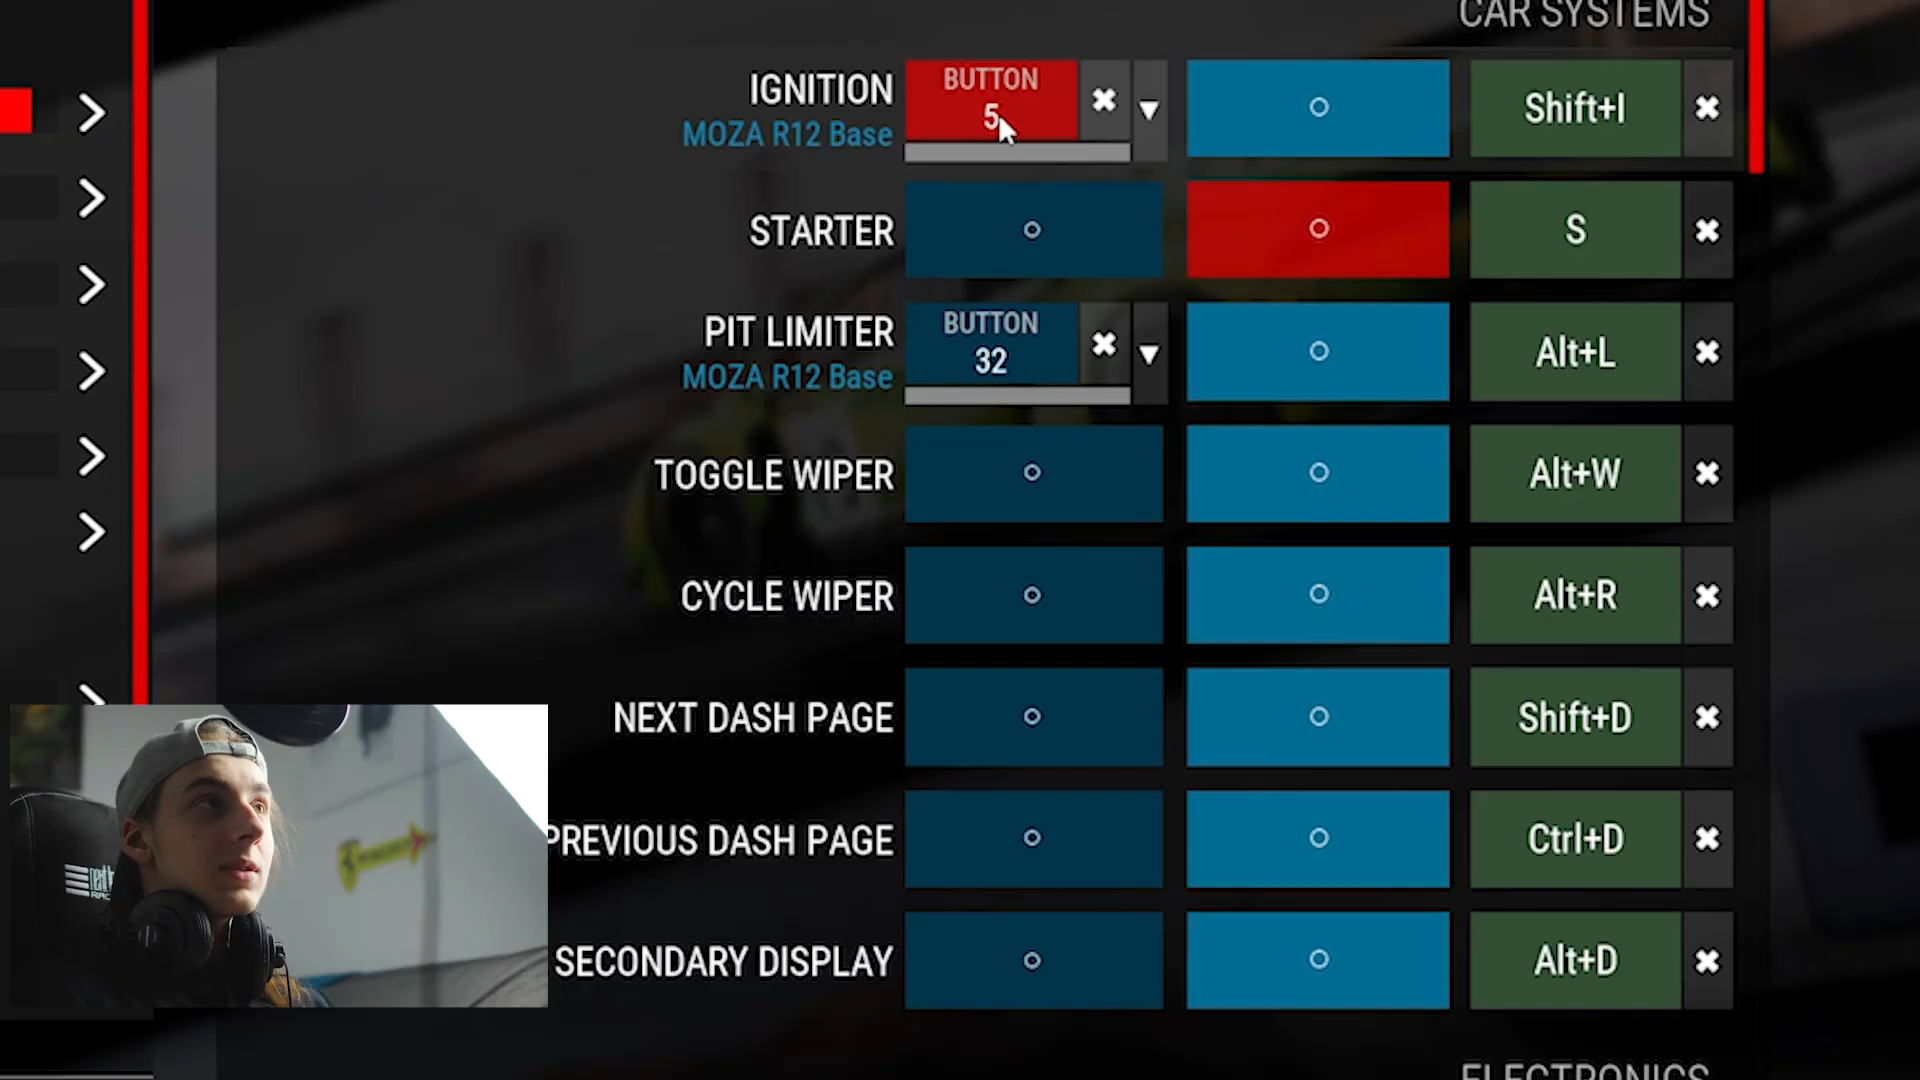 CAR SYSTEMS
IGNITION
MOZA R12 Base
BUTTON
5
Shift+I
STARTER
S
PIT LIMITER
MOZA R12 Base
BUTTON
32
Alt+L
TOGGLE WIPER
Alt+W
CYCLE WIPER
Alt+R
NEXT DASH PAGE
Shift+D
PREVIOUS DASH PAGE
Ctrl+D
SECONDARY DISPLAY
Alt+D
ELECTRONICS